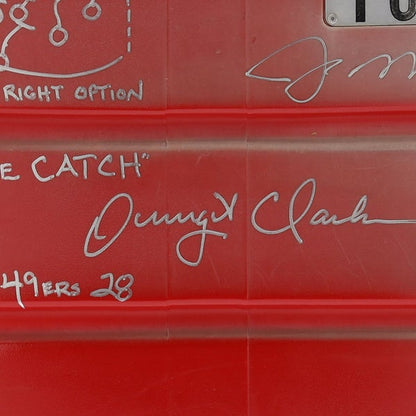 RIGHT OPTION
E CATCH"
Dwight Clark
49ERS 28